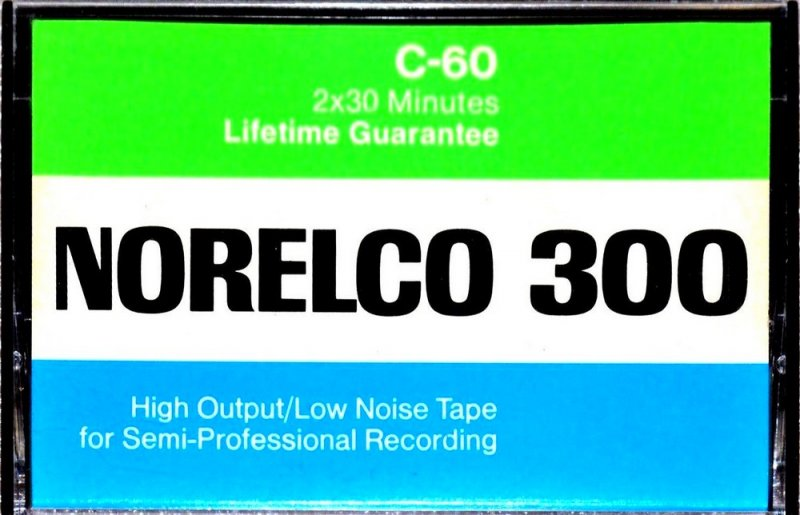 C-60
2x30 Minutes
Lifetime Guarantee
NORELCO 300
High Output/Low Noise Tape
for Semi-Professional Recording